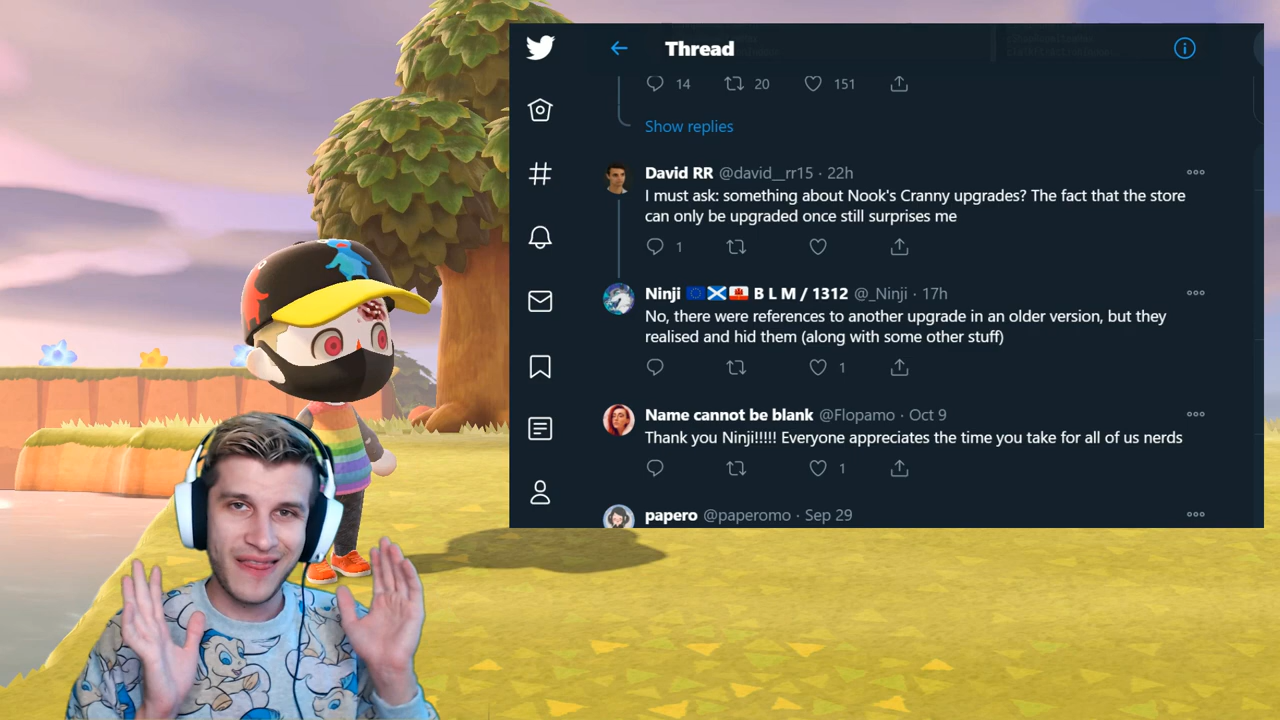 Thread
14 20 151
Show replies
David RR @david__rr15 · 22h
I must ask: something about Nook's Cranny upgrades? The fact that the store
can only be upgraded once still surprises me
1
Ninji 🇪🇺🏴󠁧󠁢󠁳󠁣󠁴󠁿🇬🇮 B L M / 1312 @_Ninji · 17h
No, there were references to another upgrade in an older version, but they
realised and hid them (along with some other stuff)
1
Name cannot be blank @Flopamo · Oct 9
Thank you Ninji!!!!! Everyone appreciates the time you take for all of us nerds
1
papero @paperomo · Sep 29